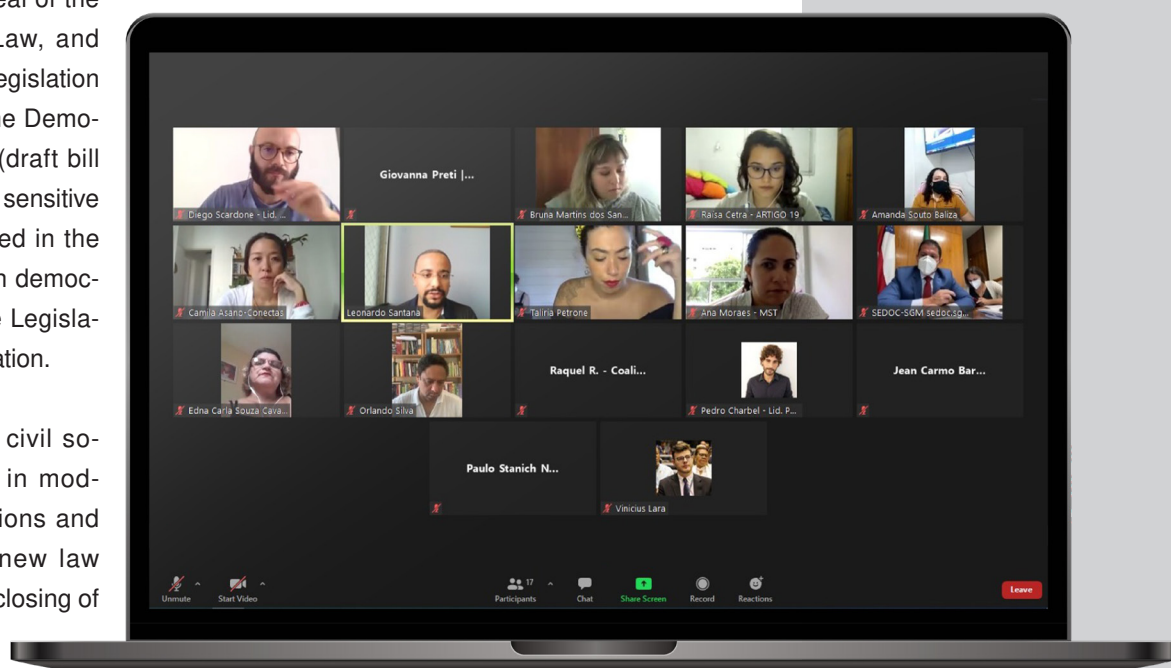 eal of the
Law, and
egislation
ne Demo-
(draft bill
sensitive
ed in the
n democ-
e Legisla-
ation.
civil so-
in mod-
ions and
new law
closing of
Diego Scardone - Lid. ...
Giovanna Preti |...
Bruna Martins dos San...
Raisa Cetra - ARTIGO 19
Amanda Souto Baliza
Camila Asano-Conectas
Leonardo Santana
Talíria Petrone
Ana Moraes - MST
SEDOC-SGM sedoc.sg...
Edna Carla Souza Cava...
Orlando Silva
Raquel R. - Coali...
Pedro Charbel - Lid. P...
Jean Carmo Bar...
Paulo Stanich N...
Vinicius Lara
Unmute
Start Video
17
Participants
Chat
Share Screen
Record
Reactions
Leave